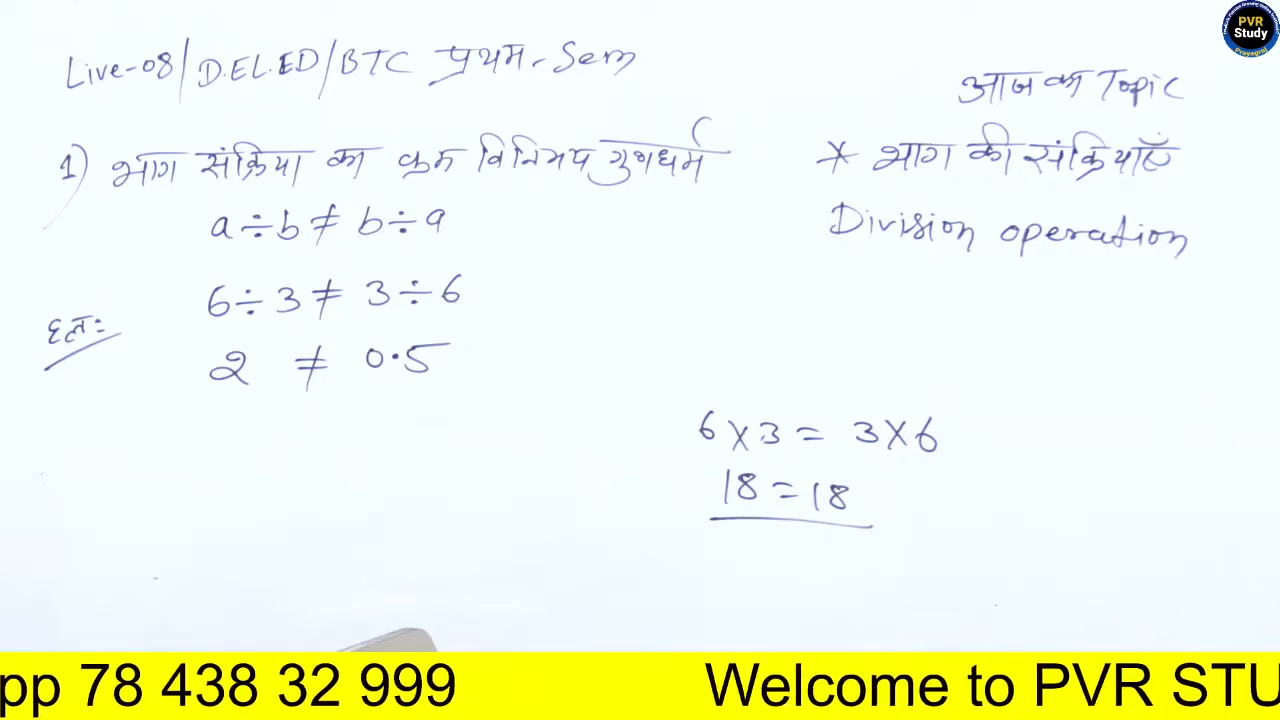 Live-08/D.EL.ED/BTC प्रथम - Sem
आज का Topic
* भाग की संक्रियाएँ
Division operation
1) भाग संक्रिया का क्रम विनिमय गुणधर्म
a ÷ b ≠ b ÷ a
6 ÷ 3 ≠ 3 ÷ 6
हल:
2 ≠ 0.5
6 × 3 = 3 × 6
18 = 18
PVR
Study
Prayagraj
pp 78 438 32 999
Welcome to PVR STU